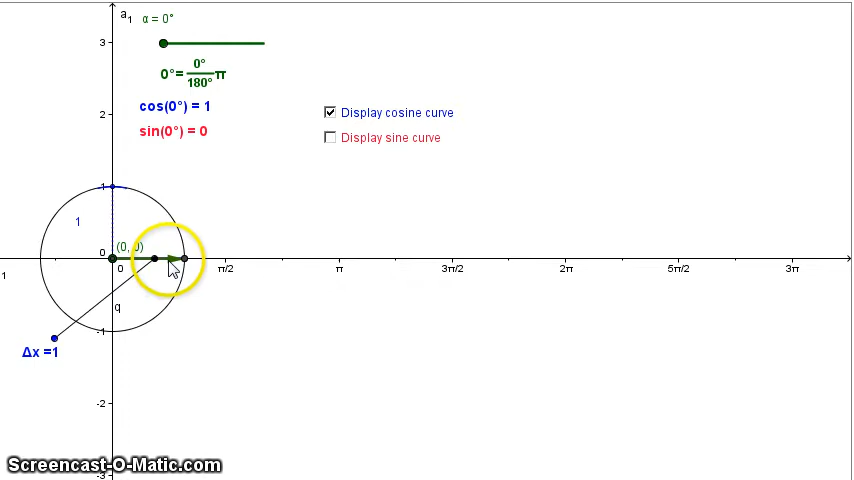 a1 α = 0°
3
0°= 0°/180° π
cos(0°) = 1
2
Display cosine curve
sin(0°) = 0
Display sine curve
1
1
(0, 0)
0
0
π/2
π
3π/2
2π
5π/2
3π
1
q
-1
Δx =1
-2
Screencast-O-Matic.com
-3